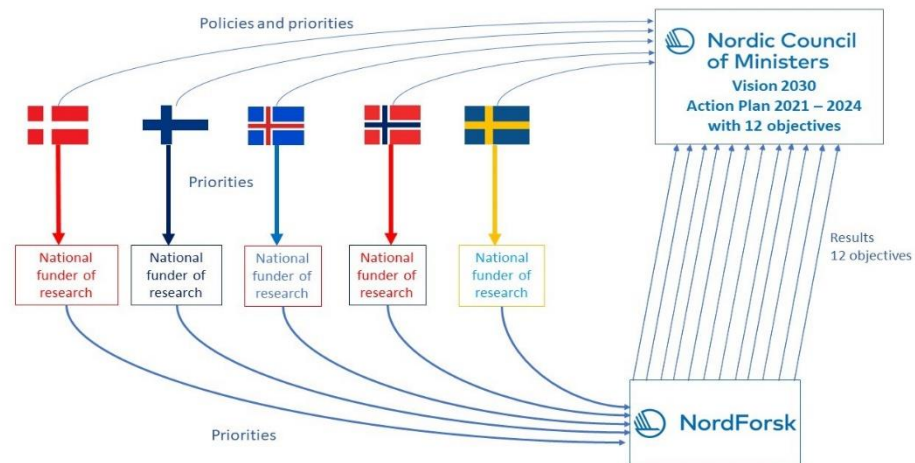 Policies and priorities
Nordic Council
of Ministers
Vision 2030
Action Plan 2021 – 2024
with 12 objectives
Priorities
National
funder of
research
National
funder of
research
National
funder of
research
National
funder of
research
National
funder of
research
Results
12 objectives
Priorities
NordForsk